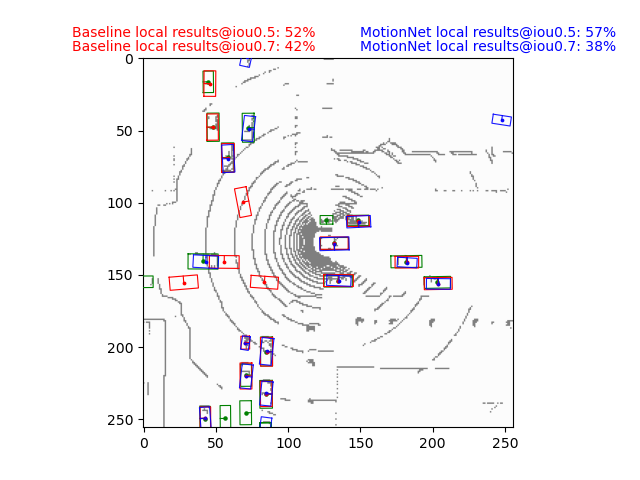 Baseline local results@iou0.5: 52%
Baseline local results@iou0.7: 42%
MotionNet local results@iou0.5: 57%
MotionNet local results@iou0.7: 38%
0
50
100
150
200
250
0 50 100 150 200 250